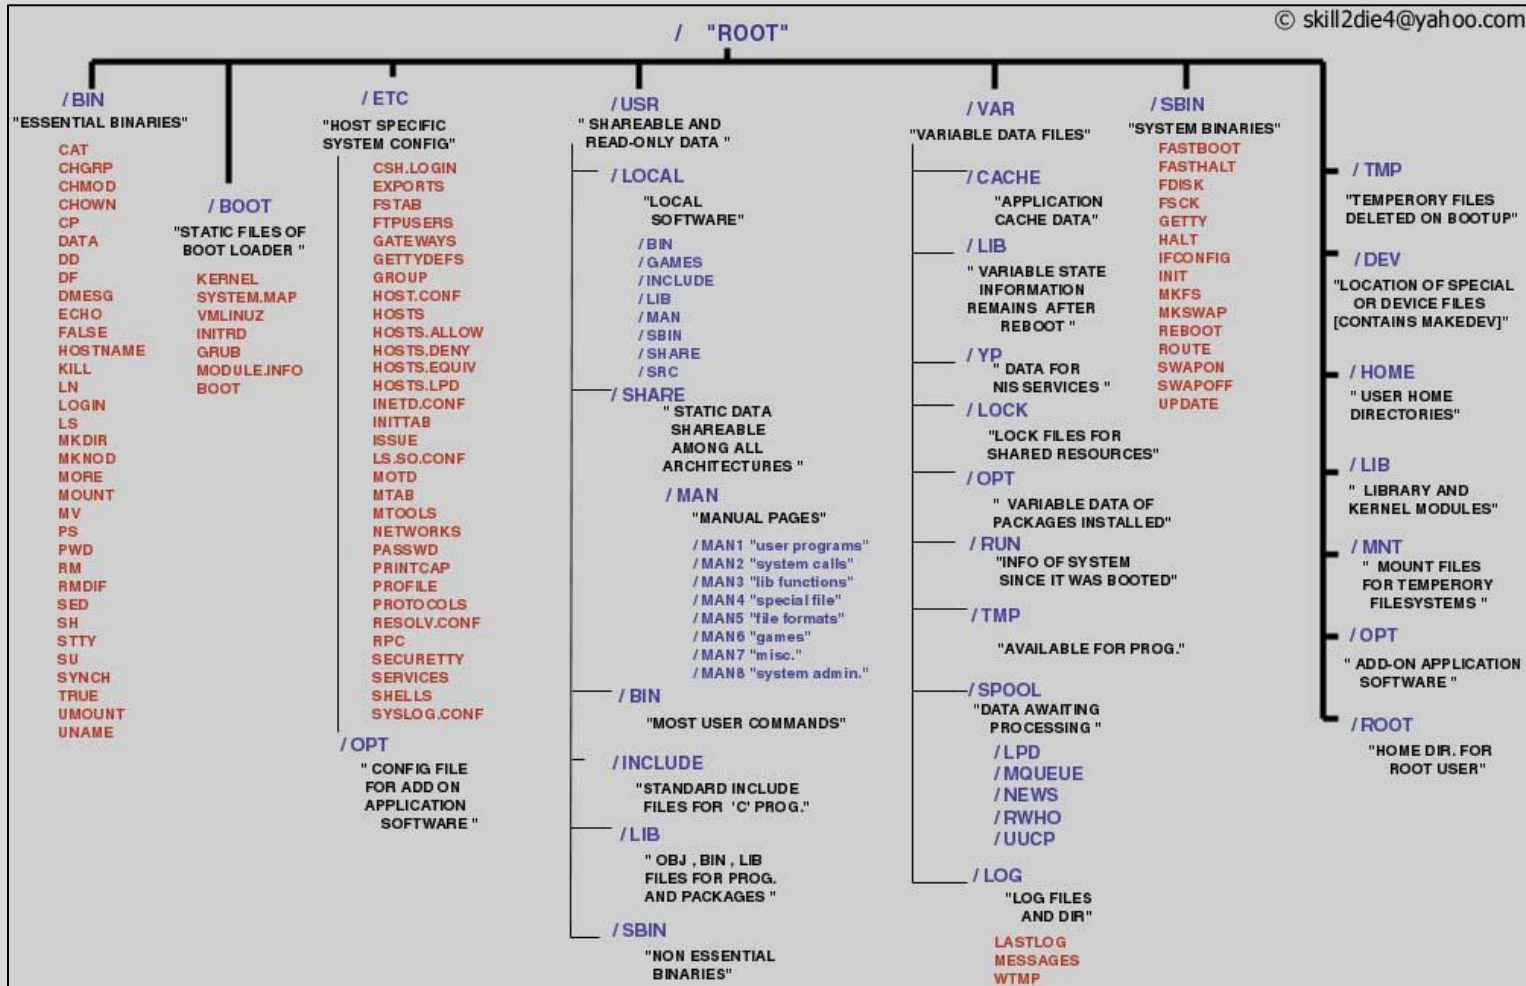 © skill2die4@yahoo.com
/ "ROOT"
/ BIN
"ESSENTIAL BINARIES"
CAT
CHGRP
CHMOD
CHOWN
CP
DATA
DD
DF
DMESG
ECHO
FALSE
HOSTNAME
KILL
LN
LOGIN
LS
MKDIR
MKNOD
MORE
MOUNT
MV
PS
PWD
RM
RMDIF
SED
SH
STTY
SU
SYNCH
TRUE
UMOUNT
UNAME
/ BOOT
"STATIC FILES OF
BOOT LOADER "
KERNEL
SYSTEM.MAP
VMLINUZ
INITRD
GRUB
MODULE.INFO
BOOT
/ ETC
"HOST SPECIFIC
SYSTEM CONFIG"
CSH.LOGIN
EXPORTS
FSTAB
FTPUSERS
GATEWAYS
GETTYDEFS
GROUP
HOST.CONF
HOSTS
HOSTS.ALLOW
HOSTS.DENY
HOSTS.EQUIV
HOSTS.LPD
INETD.CONF
INITTAB
ISSUE
LS.SO.CONF
MOTD
MTAB
MTOOLS
NETWORKS
PASSWD
PRINTCAP
PROFILE
PROTOCOLS
RESOLV.CONF
RPC
SECURETTY
SERVICES
SHELLS
SYSLOG.CONF
/ OPT
" CONFIG FILE
FOR ADD ON
APPLICATION
SOFTWARE "
/ USR
" SHAREABLE AND
READ-ONLY DATA "
/ LOCAL
"LOCAL
SOFTWARE"
/ BIN
/ GAMES
/ INCLUDE
/ LIB
/ MAN
/ SBIN
/ SHARE
/ SRC
/ SHARE
" STATIC DATA
SHAREABLE
AMONG ALL
ARCHITECTURES "
/ MAN
"MANUAL PAGES"
/ MAN1 "user programs"
/ MAN2 "system calls"
/ MAN3 "lib functions"
/ MAN4 "special file"
/ MAN5 "file formats"
/ MAN6 "games"
/ MAN7 "misc."
/ MAN8 "system admin."
/ BIN
"MOST USER COMMANDS"
/ INCLUDE
"STANDARD INCLUDE
FILES FOR 'C' PROG."
/ LIB
" OBJ , BIN , LIB
FILES FOR PROG.
AND PACKAGES "
/ SBIN
"NON ESSENTIAL
BINARIES"
/ VAR
"VARIABLE DATA FILES"
/ CACHE
"APPLICATION
CACHE DATA"
/ LIB
" VARIABLE STATE
INFORMATION
REMAINS AFTER
REBOOT "
/ YP
" DATA FOR
NIS SERVICES "
/ LOCK
"LOCK FILES FOR
SHARED RESOURCES"
/ OPT
" VARIABLE DATA OF
PACKAGES INSTALLED"
/ RUN
"INFO OF SYSTEM
SINCE IT WAS BOOTED"
/ TMP
"AVAILABLE FOR PROG."
/ SPOOL
"DATA AWAITING
PROCESSING "
/ LPD
/ MQUEUE
/ NEWS
/ RWHO
/ UUCP
/ LOG
"LOG FILES
AND DIR"
LASTLOG
MESSAGES
WTMP
/ SBIN
"SYSTEM BINARIES"
FASTBOOT
FASTHALT
FDISK
FSCK
GETTY
HALT
IFCONFIG
INIT
MKFS
MKSWAP
REBOOT
ROUTE
SWAPON
SWAPOFF
UPDATE
/ TMP
"TEMPERORY FILES
DELETED ON BOOTUP"
/ DEV
"LOCATION OF SPECIAL
OR DEVICE FILES
[CONTAINS MAKEDEV]"
/ HOME
" USER HOME
DIRECTORIES"
/ LIB
" LIBRARY AND
KERNEL MODULES"
/ MNT
" MOUNT FILES
FOR TEMPERORY
FILESYSTEMS "
/ OPT
" ADD-ON APPLICATION
SOFTWARE "
/ ROOT
"HOME DIR. FOR
ROOT USER"